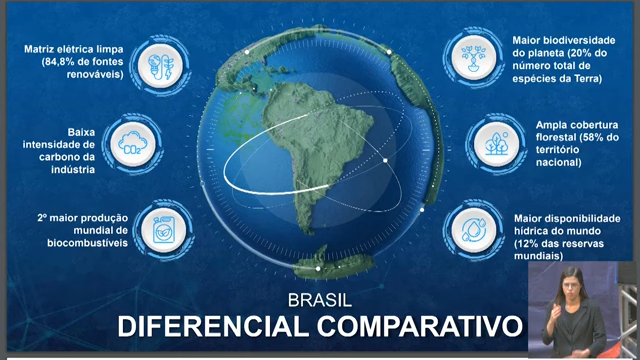 Matriz elétrica limpa
(84,8% de fontes
renováveis)
Baixa
intensidade de
carbono da
indústria
CO2
2º maior produção
mundial de
biocombustíveis
Maior biodiversidade
do planeta (20% do
número total de
espécies da Terra)
Ampla cobertura
florestal (58% do
território
nacional)
Maior disponibilidade
hídrica do mundo
(12% das reservas
mundiais)
BRASIL
DIFERENCIAL COMPARATIVO